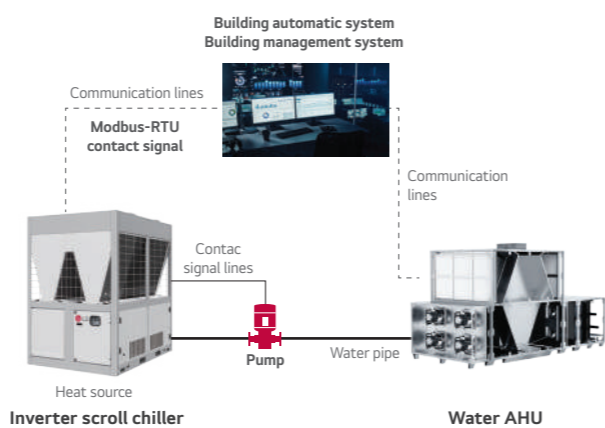 Building automatic system
Building management system
Communication lines
Modbus-RTU
contact signal
Communication
lines
Contac
signal lines
Pump
Water pipe
Heat source
Inverter scroll chiller
Water AHU